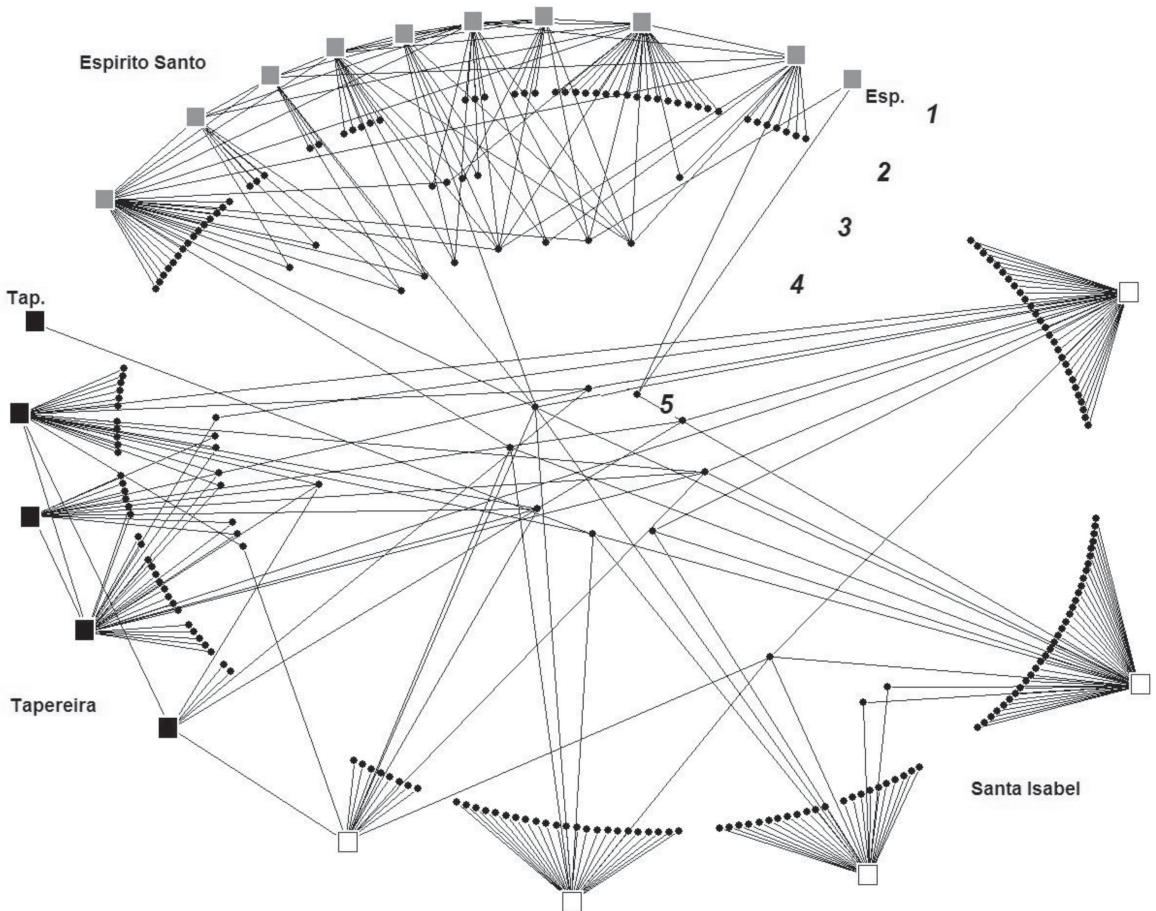 Espirito Santo
Esp.
1
2
3
4
Tap.
5
Tapereira
Santa Isabel